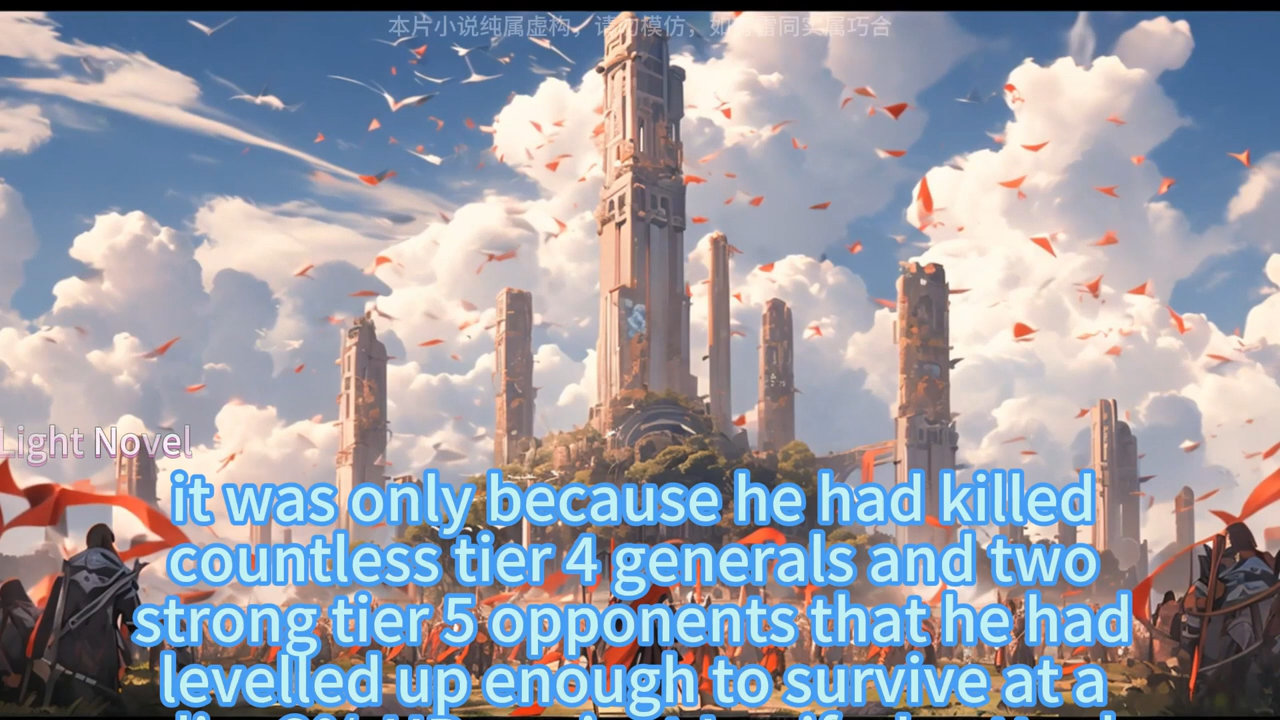 本片小说纯属虚构，请勿模仿，如有雷同实属巧合
Light Novel
it was only because he had killed
countless tier 4 generals and two
strong tier 5 opponents that he had
levelled up enough to survive at a